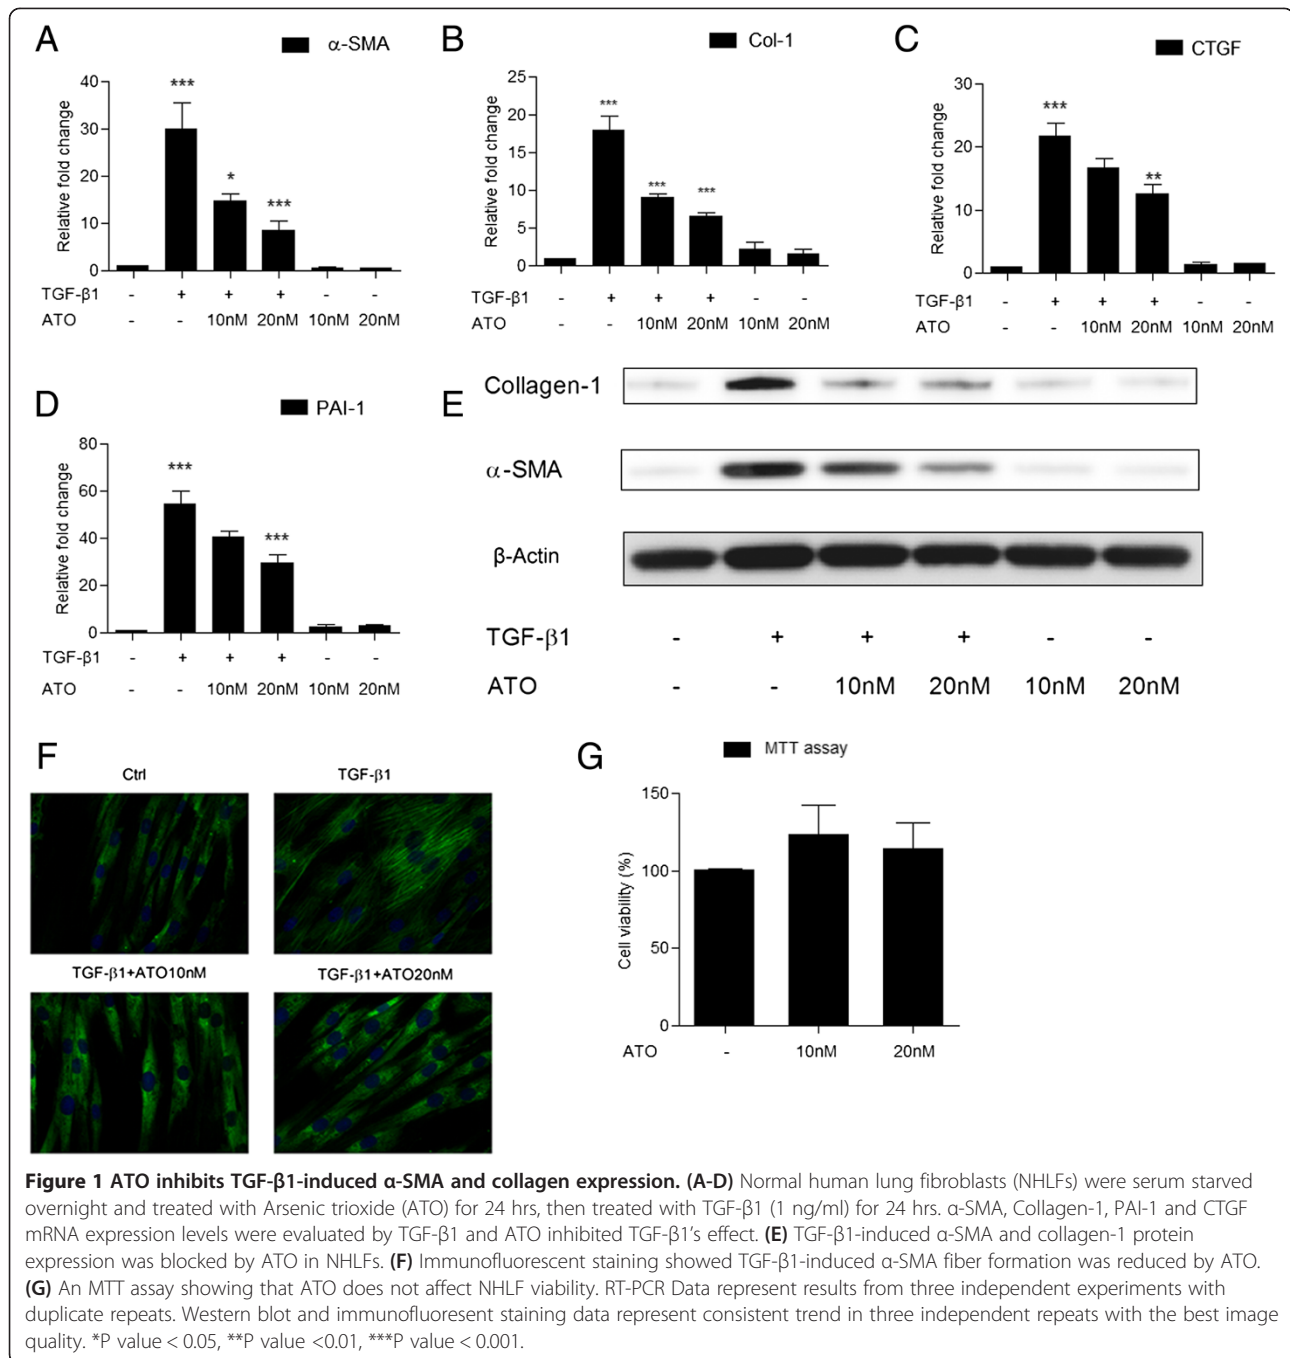 A
α-SMA
40
30
20
10
0
Relative fold change
***
*
***
TGF-β1 - + + + - -
ATO - - 10nM 20nM 10nM 20nM
B
Col-1
25
20
15
10
5
0
Relative fold change
***
***
***
TGF-β1 - + + + - -
ATO - - 10nM 20nM 10nM 20nM
C
CTGF
30
20
10
0
Relative fold change
***
**
TGF-β1 - + + + - -
ATO - - 10nM 20nM 10nM 20nM
D
PAI-1
80
60
40
20
0
Relative fold change
***
***
TGF-β1 - + + + - -
ATO - - 10nM 20nM 10nM 20nM
E
Collagen-1
α-SMA
β-Actin
TGF-β1 - + + + - -
ATO - - 10nM 20nM 10nM 20nM
F
Ctrl
TGF-β1
TGF-β1+ATO10nM
TGF-β1+ATO20nM
G
MTT assay
150
100
50
0
Cell viability (%)
ATO - 10nM 20nM
Figure 1 ATO inhibits TGF-β1-induced α-SMA and collagen expression. (A-D) Normal human lung fibroblasts (NHLFs) were serum starved
overnight and treated with Arsenic trioxide (ATO) for 24 hrs, then treated with TGF-β1 (1 ng/ml) for 24 hrs. α-SMA, Collagen-1, PAI-1 and CTGF
mRNA expression levels were evaluated by TGF-β1 and ATO inhibited TGF-β1’s effect. (E) TGF-β1-induced α-SMA and collagen-1 protein
expression was blocked by ATO in NHLFs. (F) Immunofluorescent staining showed TGF-β1-induced α-SMA fiber formation was reduced by ATO.
(G) An MTT assay showing that ATO does not affect NHLF viability. RT-PCR Data represent results from three independent experiments with
duplicate repeats. Western blot and immunofluoresent staining data represent consistent trend in three independent repeats with the best image
quality. *P value < 0.05, **P value <0.01, ***P value < 0.001.